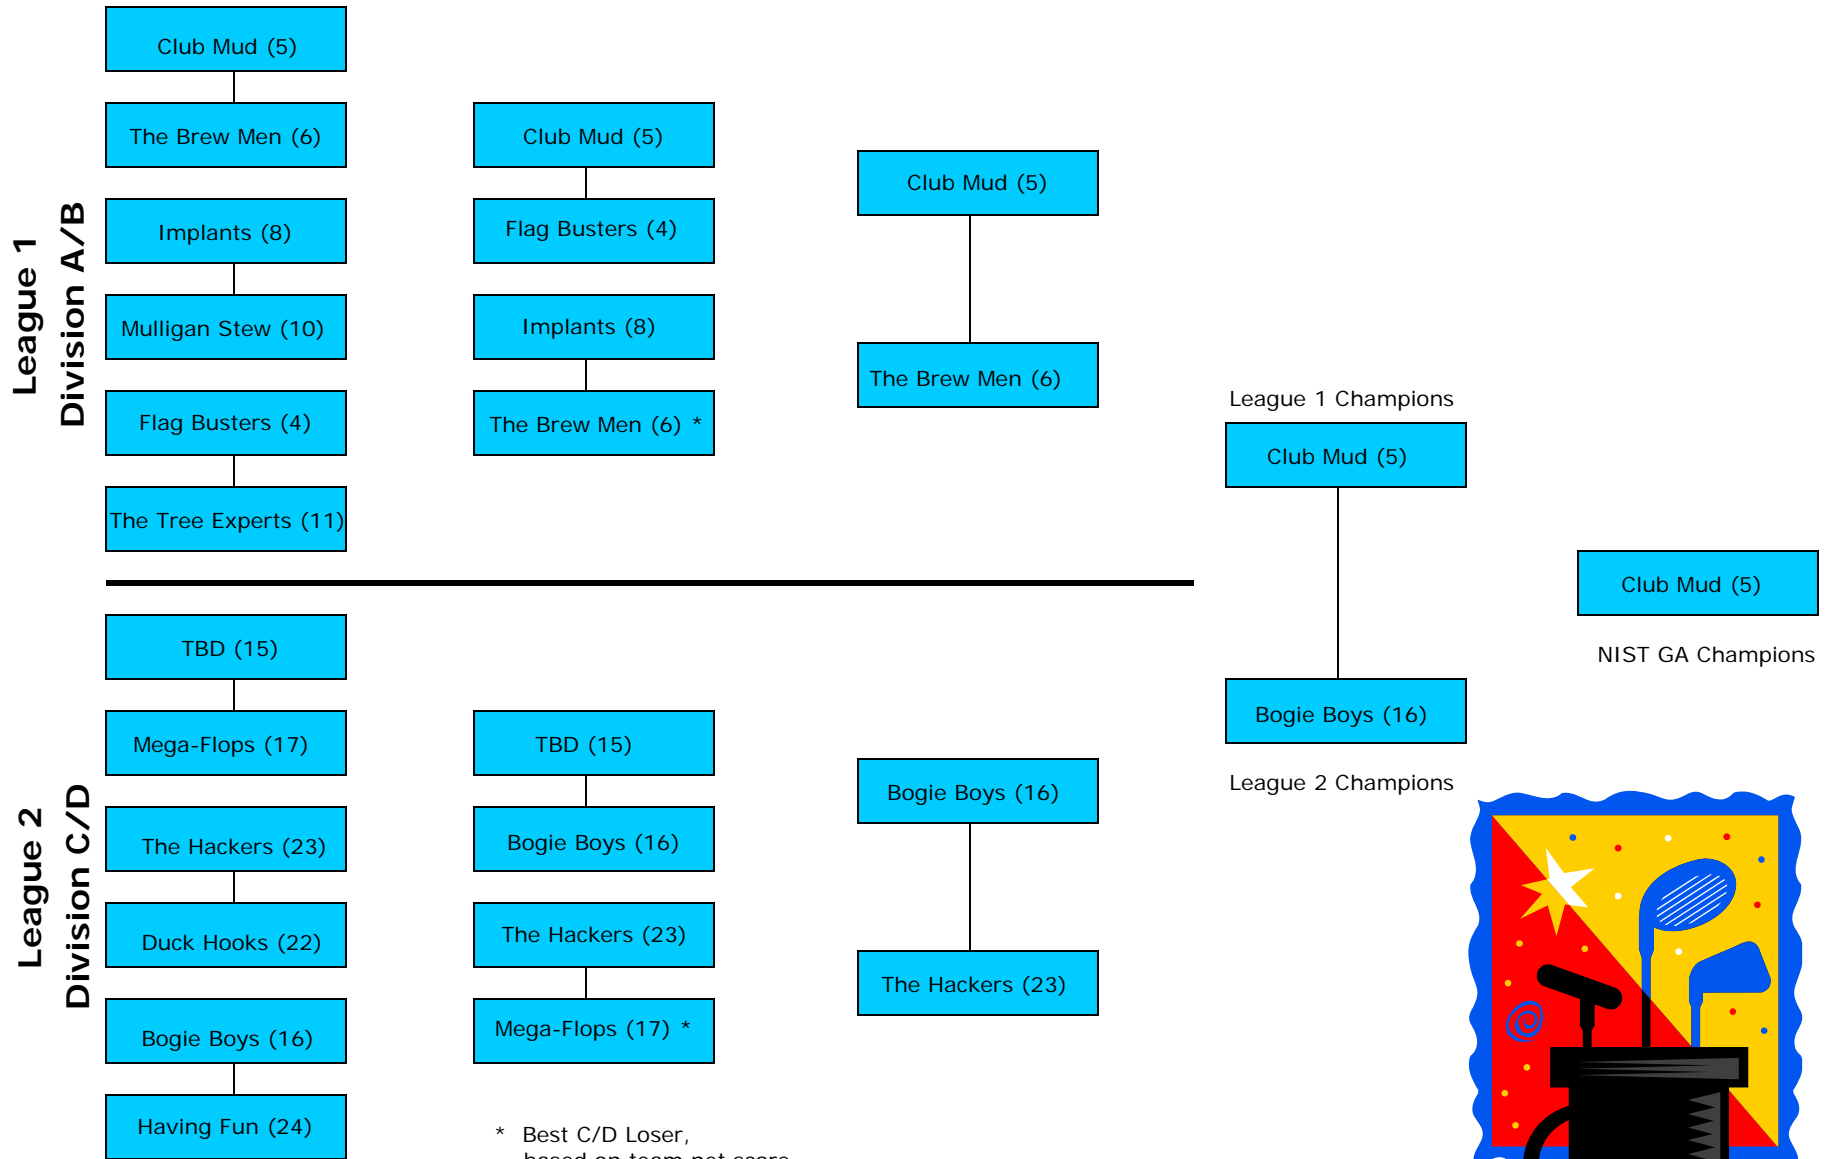 League 1
Division A/B
Club Mud (5)
The Brew Men (6)
Implants (8)
Mulligan Stew (10)
Flag Busters (4)
The Tree Experts (11)
Club Mud (5)
Flag Busters (4)
Implants (8)
The Brew Men (6) *
Club Mud (5)
The Brew Men (6)
League 1 Champions
Club Mud (5)
Bogie Boys (16)
League 2 Champions
Club Mud (5)
NIST GA Champions
League 2
Division C/D
TBD (15)
Mega-Flops (17)
The Hackers (23)
Duck Hooks (22)
Bogie Boys (16)
Having Fun (24)
TBD (15)
Bogie Boys (16)
The Hackers (23)
Mega-Flops (17) *
Bogie Boys (16)
The Hackers (23)
* Best C/D Loser,
based on team net score